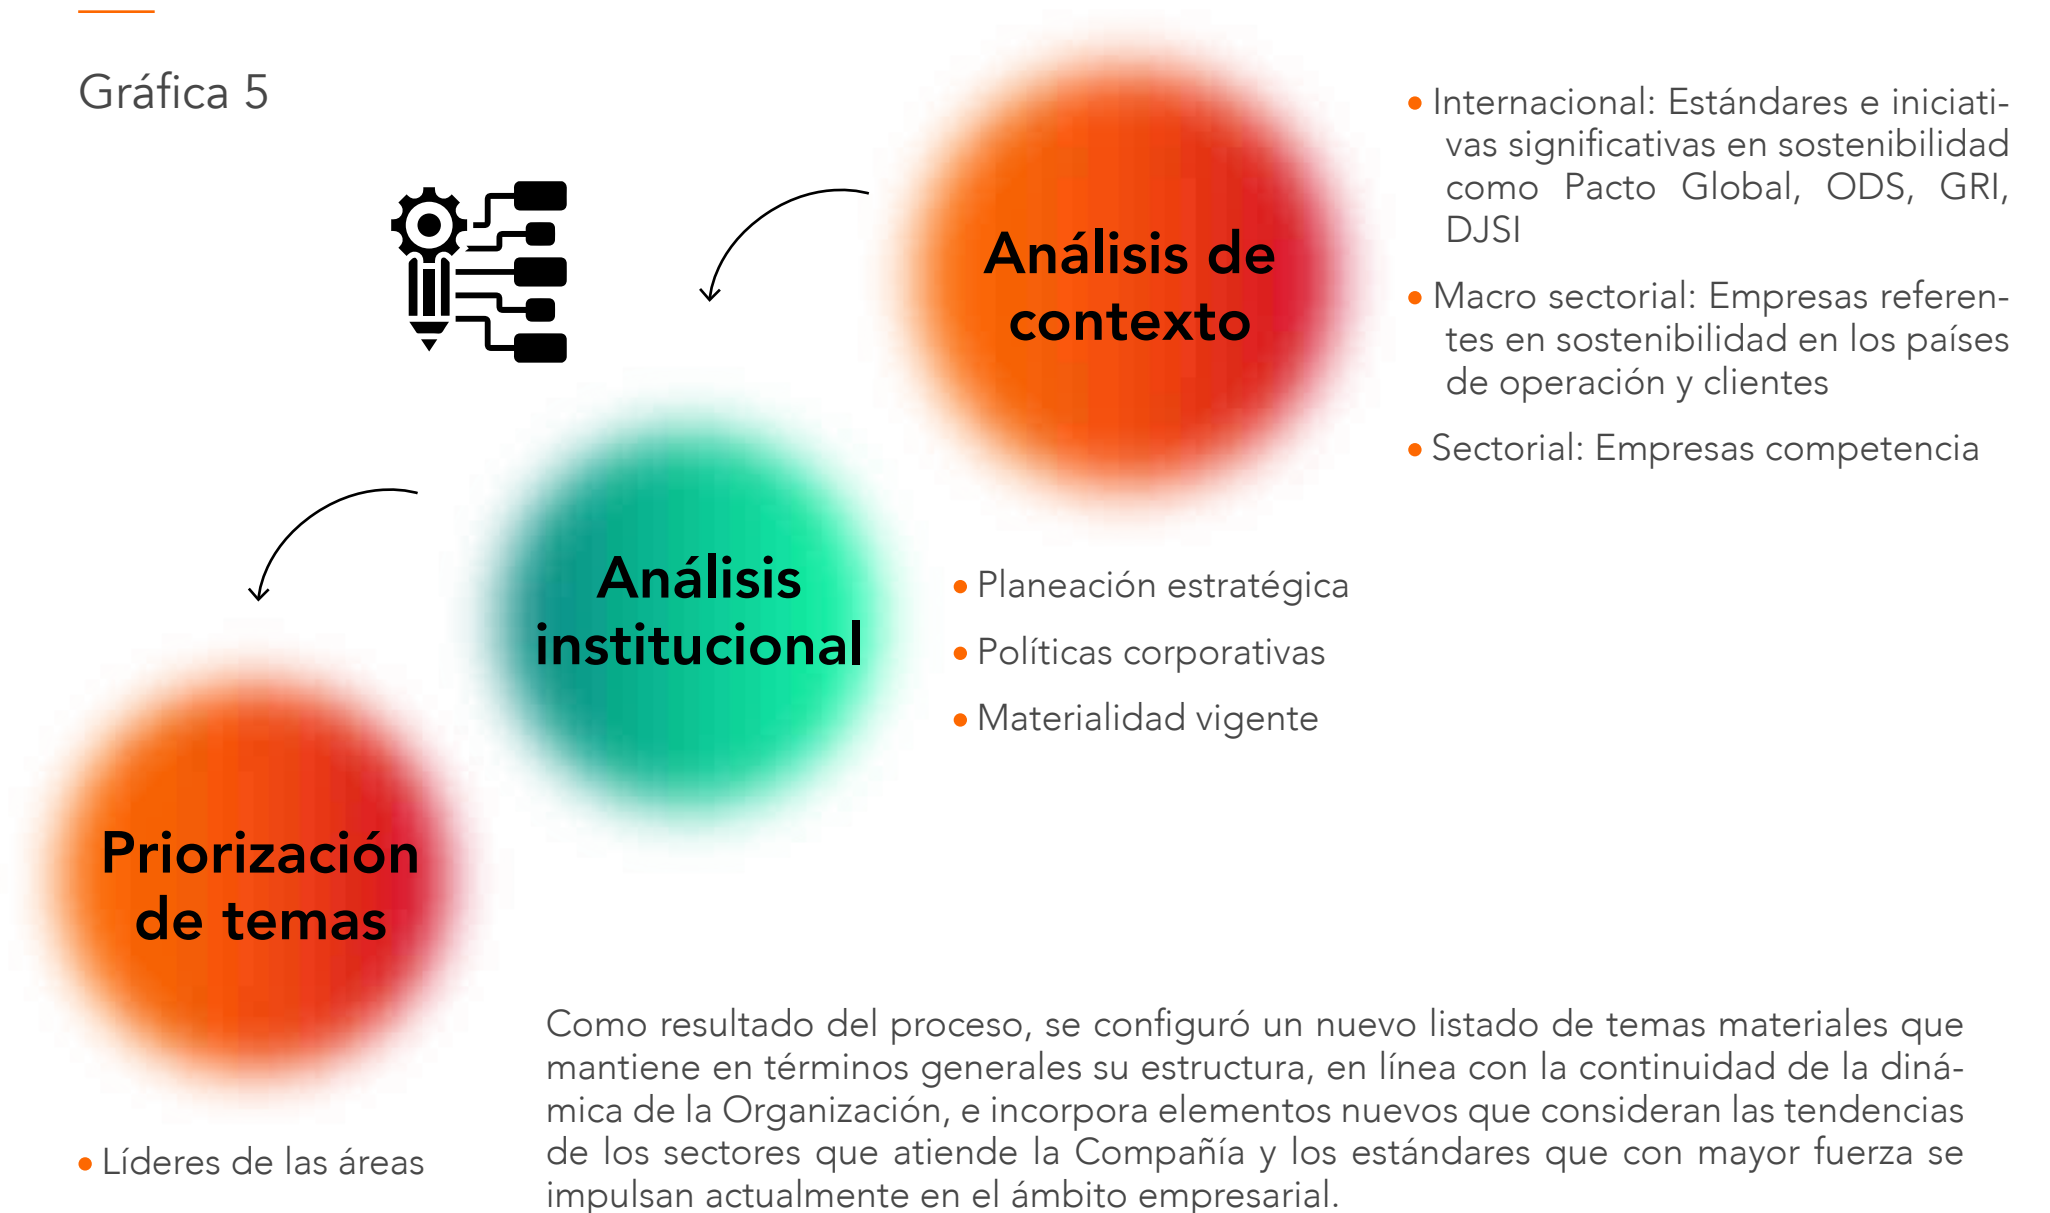 Gráfica 5
Análisis de
contexto
• Internacional: Estándares e iniciati-
vas significativas en sostenibilidad
como Pacto Global, ODS, GRI,
DJSI
• Macro sectorial: Empresas referen-
tes en sostenibilidad en los países
de operación y clientes
• Sectorial: Empresas competencia
Análisis
institucional
• Planeación estratégica
• Políticas corporativas
• Materialidad vigente
Priorización
de temas
• Líderes de las áreas
Como resultado del proceso, se configuró un nuevo listado de temas materiales que
mantiene en términos generales su estructura, en línea con la continuidad de la diná-
mica de la Organización, e incorpora elementos nuevos que consideran las tendencias
de los sectores que atiende la Compañía y los estándares que con mayor fuerza se
impulsan actualmente en el ámbito empresarial.